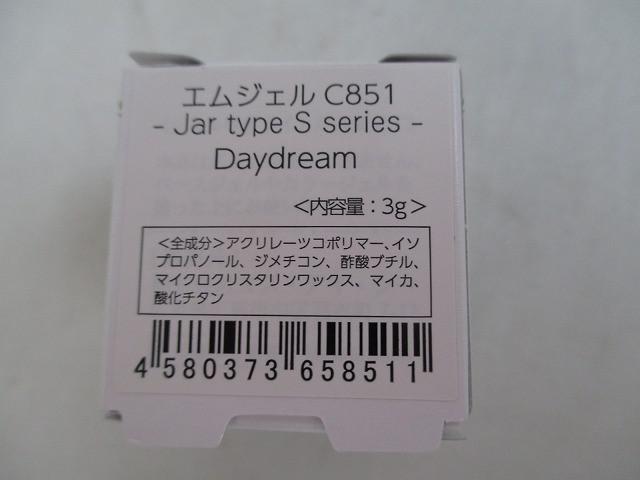 エムジェル C851
- Jar type S series -
Daydream
＜内容量：3g＞
＜全成分＞アクリレーツコポリマー、イソ
プロパノール、ジメチコン、酢酸ブチル、
マイクロクリスタリンワックス、マイカ、
酸化チタン
4 580373 658511